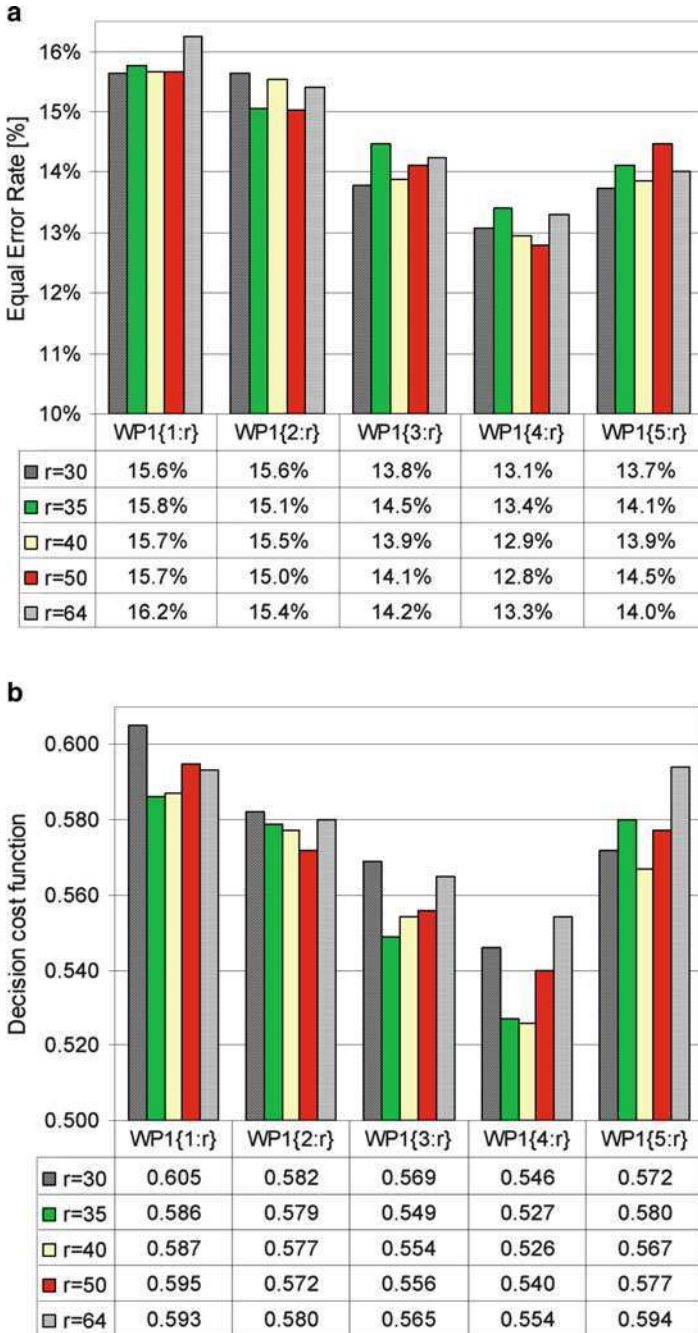 a
Equal Error Rate [%]
16%
15%
14%
13%
12%
11%
10%
WP1{1:r} WP1{2:r} WP1{3:r} WP1{4:r} WP1{5:r}
r=30 15.6% 15.6% 13.8% 13.1% 13.7%
r=35 15.8% 15.1% 14.5% 13.4% 14.1%
r=40 15.7% 15.5% 13.9% 12.9% 13.9%
r=50 15.7% 15.0% 14.1% 12.8% 14.5%
r=64 16.2% 15.4% 14.2% 13.3% 14.0%
b
Decision cost function
0.600
0.580
0.560
0.540
0.520
0.500
WP1{1:r} WP1{2:r} WP1{3:r} WP1{4:r} WP1{5:r}
r=30 0.605 0.582 0.569 0.546 0.572
r=35 0.586 0.579 0.549 0.527 0.580
r=40 0.587 0.577 0.554 0.526 0.567
r=50 0.595 0.572 0.556 0.540 0.577
r=64 0.593 0.580 0.565 0.554 0.594